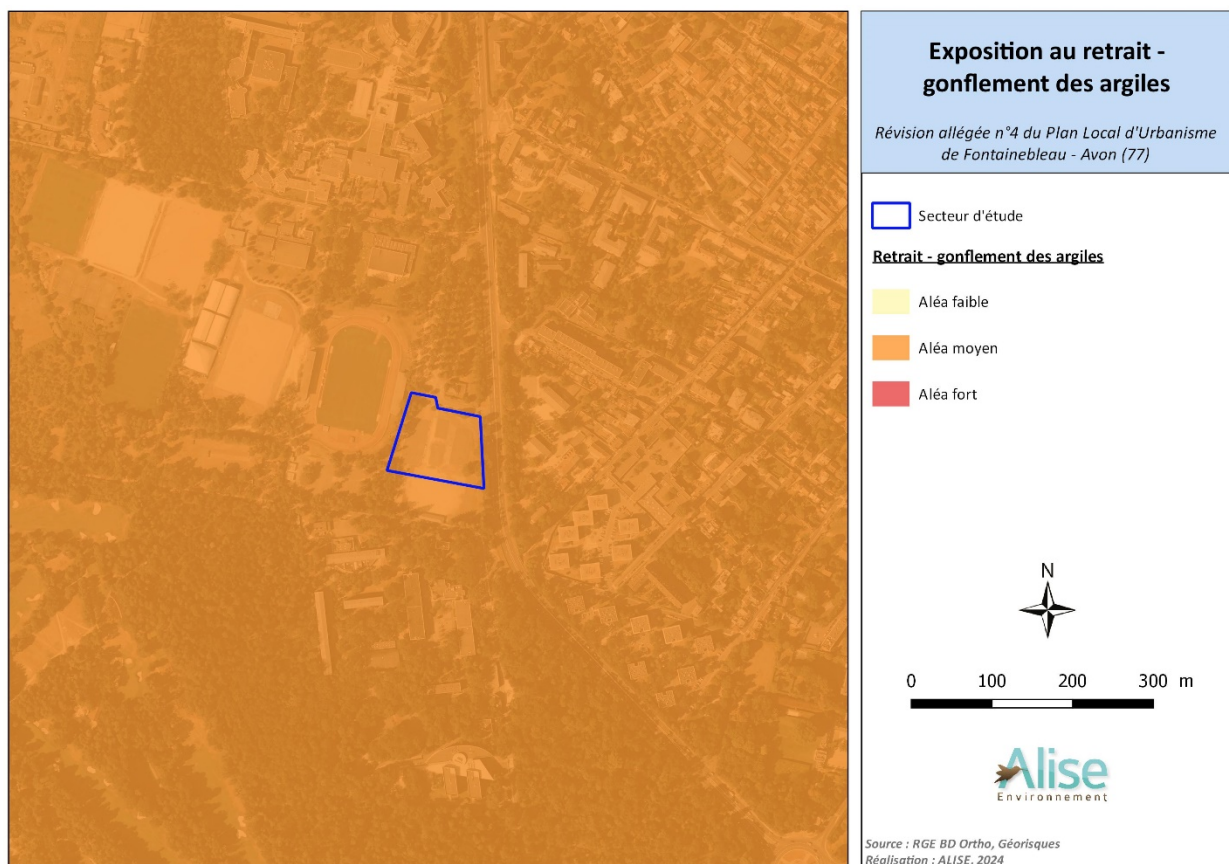 Exposition au retrait -
gonflement des argiles
Révision allégée n°4 du Plan Local d'Urbanisme
de Fontainebleau - Avon (77)
Secteur d'étude
Retrait - gonflement des argiles
Aléa faible
Aléa moyen
Aléa fort
N
0 100 200 300 m
Alise
Environnement
Source : RGE BD Ortho, Géorisques
Réalisation : ALISE, 2024